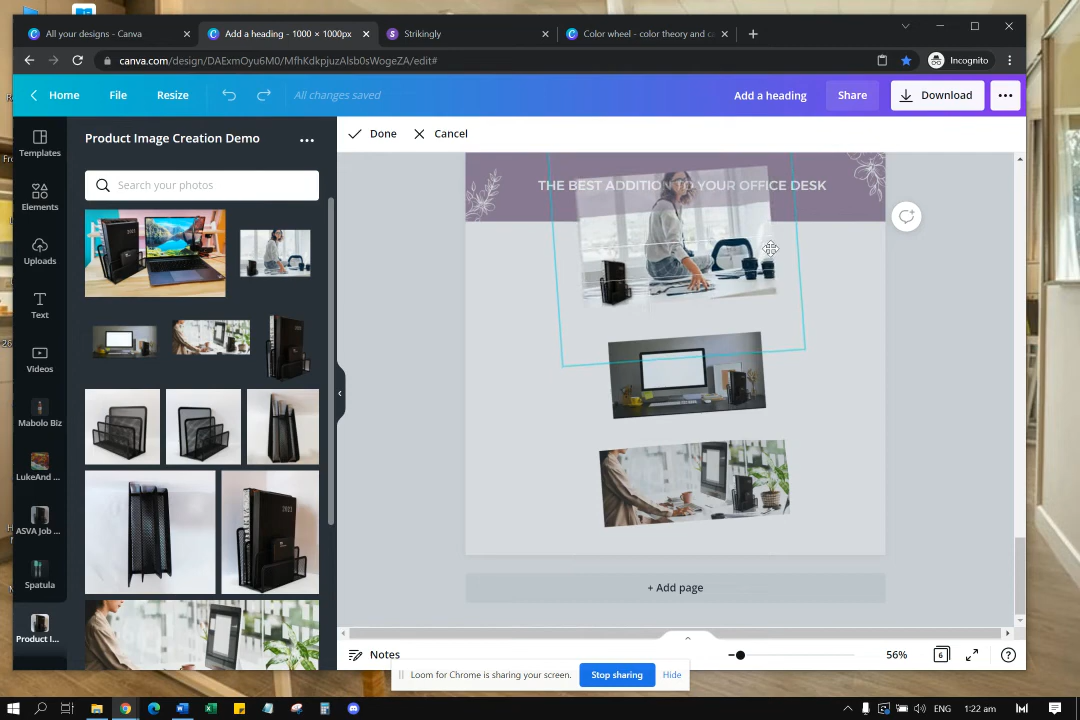 All your designs - Canva
Add a heading - 1000 × 1000px
Strikingly
Color wheel - color theory and ca
canva.com/design/DAExmOyu6M0/MfhKdkpjuzAlsb0sWogeZA/edit#
Incognito
Home
File
Resize
All changes saved
Add a heading
Share
Download
Templates
Elements
Uploads
Text
Videos
Mabolo Biz
LukeAnd ...
ASVA Job ...
Spatula
Product I...
Product Image Creation Demo
Search your photos
Done
Cancel
THE BEST ADDITION TO YOUR OFFICE DESK
+ Add page
Notes
56%
6
Loom for Chrome is sharing your screen.
Stop sharing
Hide
ENG
1:22 am